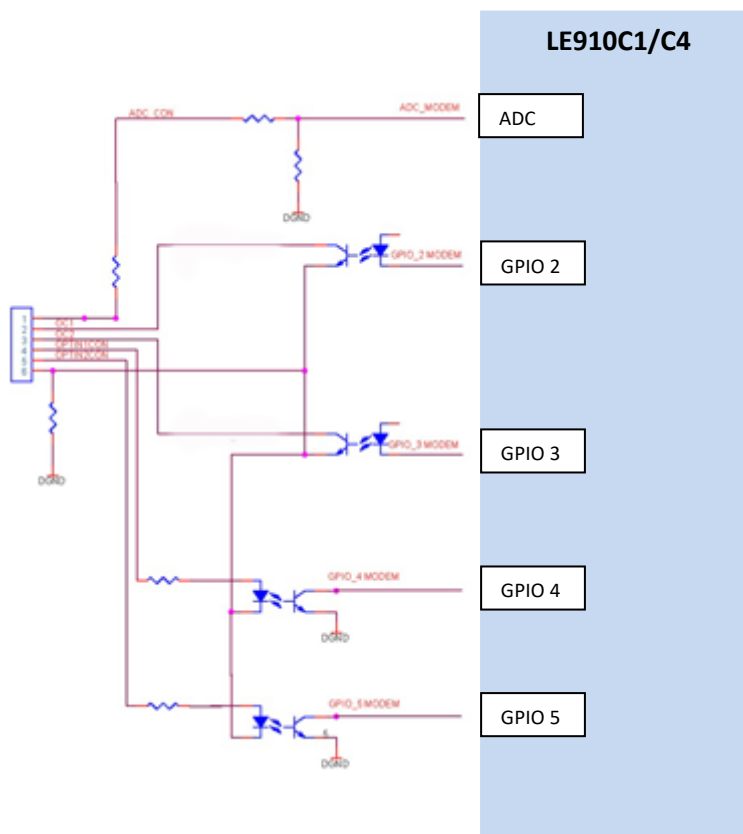 LE910C1/C4
ADC_CON
ADC_MODEM
ADC
DGND
GPIO_2 MODEM
GPIO 2
1
OC1
2
OC2
3
OPTIN1CON
4
OPTIN2CON
5
6
DGND
GPIO_3 MODEM
GPIO 3
GPIO_4 MODEM
GPIO 4
DGND
GPIO_5 MODEM
GPIO 5
DGND